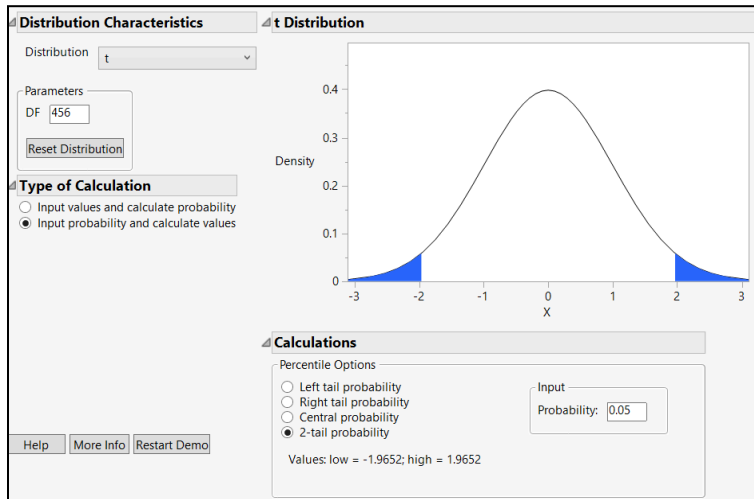 Distribution Characteristics
Distribution t
Parameters
DF 456
Reset Distribution
Type of Calculation
Input values and calculate probability
Input probability and calculate values
Help More Info Restart Demo
t Distribution
0.4
0.3
Density
0.2
0.1
0
-3 -2 -1 0 1 2 3
X
Calculations
Percentile Options
Left tail probability
Right tail probability
Central probability
2-tail probability
Input
Probability: 0.05
Values: low = -1.9652; high = 1.9652